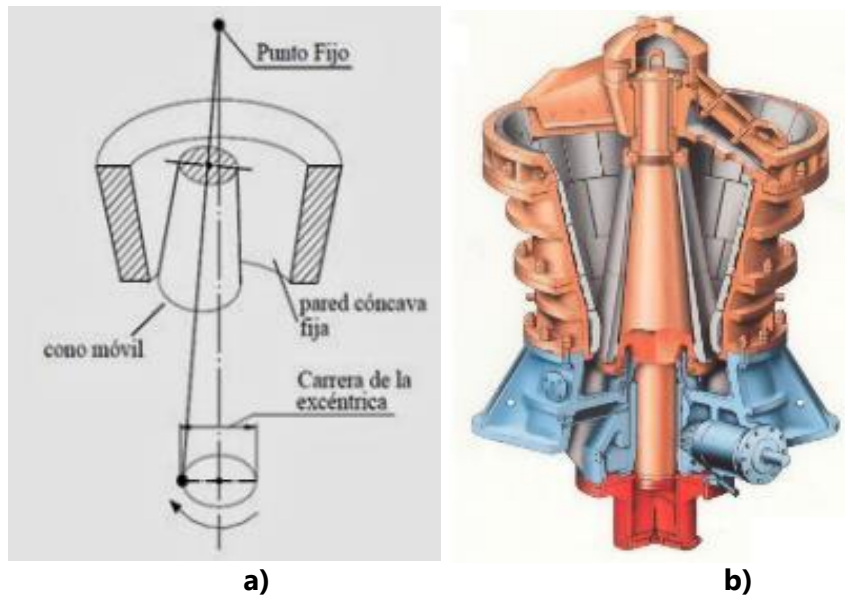 Punto Fijo
pared cóncava
fija
cono móvil
Carrera de la
excéntrica
a)
b)